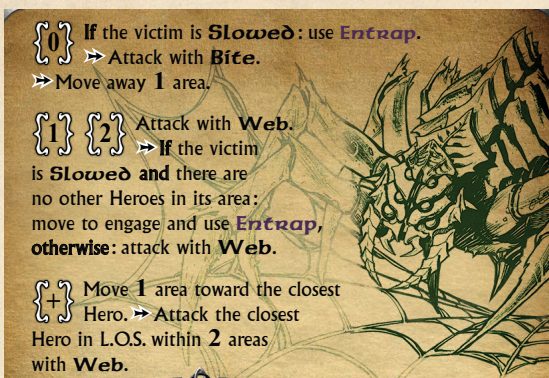 {0} If the victim is Slowed: use Entrap.
➳ Attack with Bite.
➳ Move away 1 area.
{1} {2} Attack with Web.
➳ If the victim
is Slowed and there are
no other Heroes in its area:
move to engage and use Entrap,
otherwise: attack with Web.
{+} Move 1 area toward the closest
Hero. ➳ Attack the closest
Hero in L.O.S. within 2 areas
with Web.